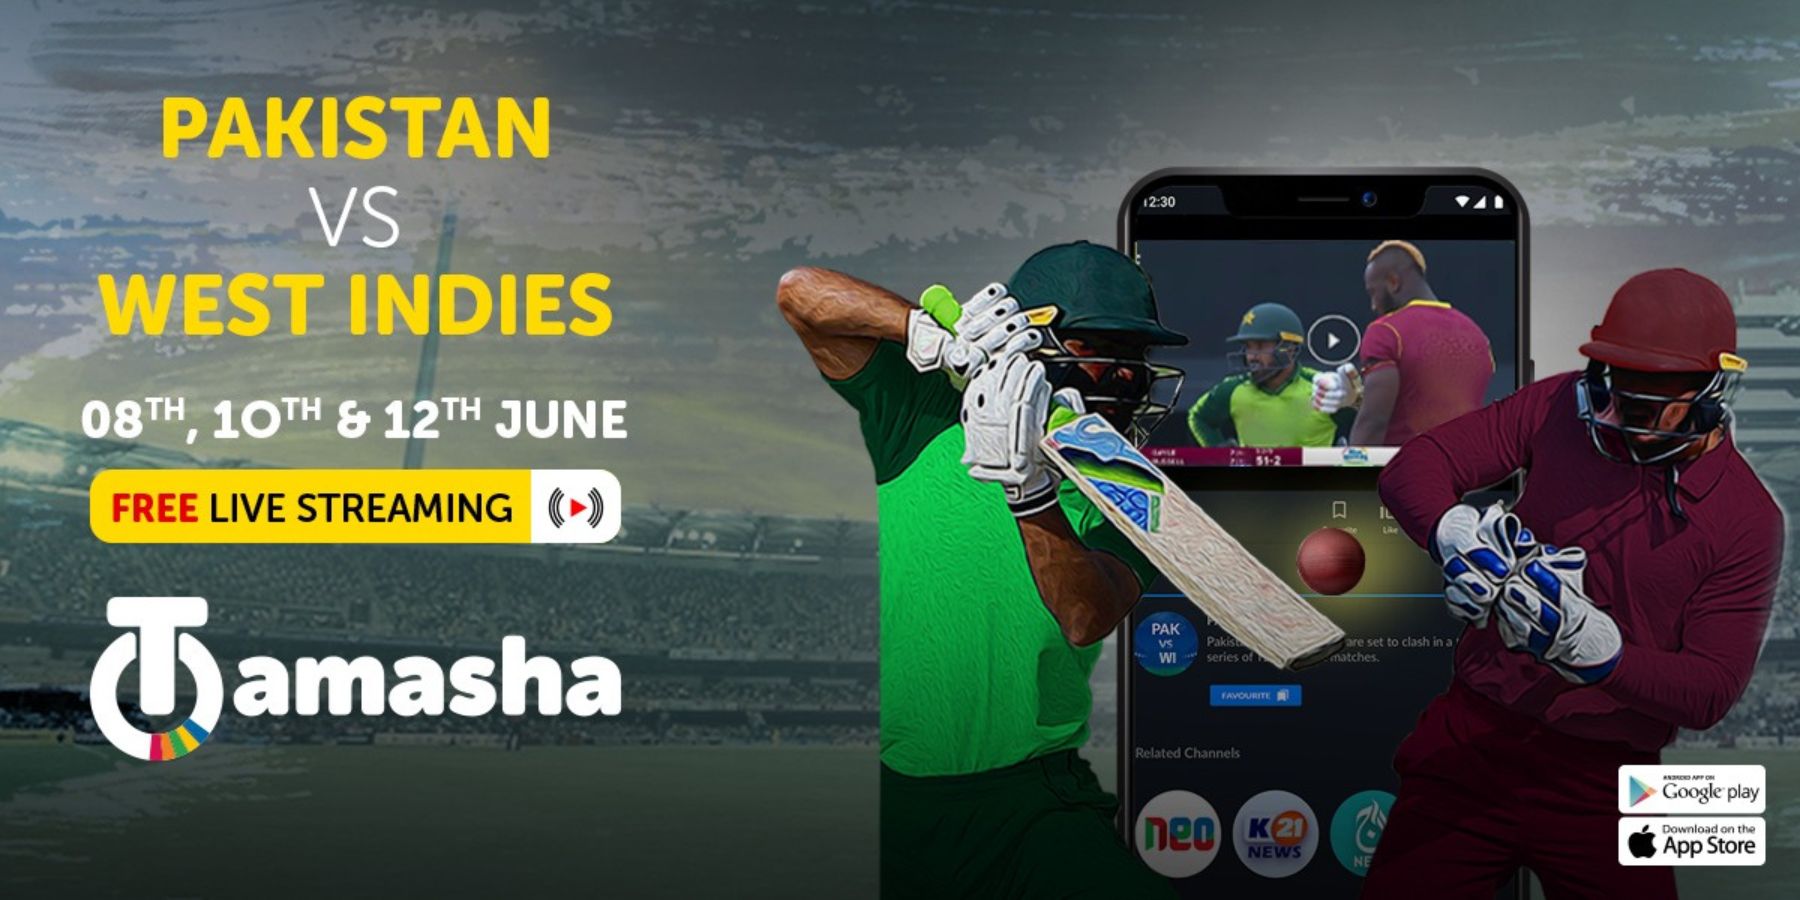 PAKISTAN
VS
WEST INDIES
08TH, 10TH & 12TH JUNE
FREE LIVE STREAMING
Tamasha
12:30
51-2
Like
PAK
VS
WI
are set to clash in a
series of
matches.
FAVOURITE
Related Channels
neo
K21
NEWS
ANDROID APP ON
Google play
Download on the
App Store